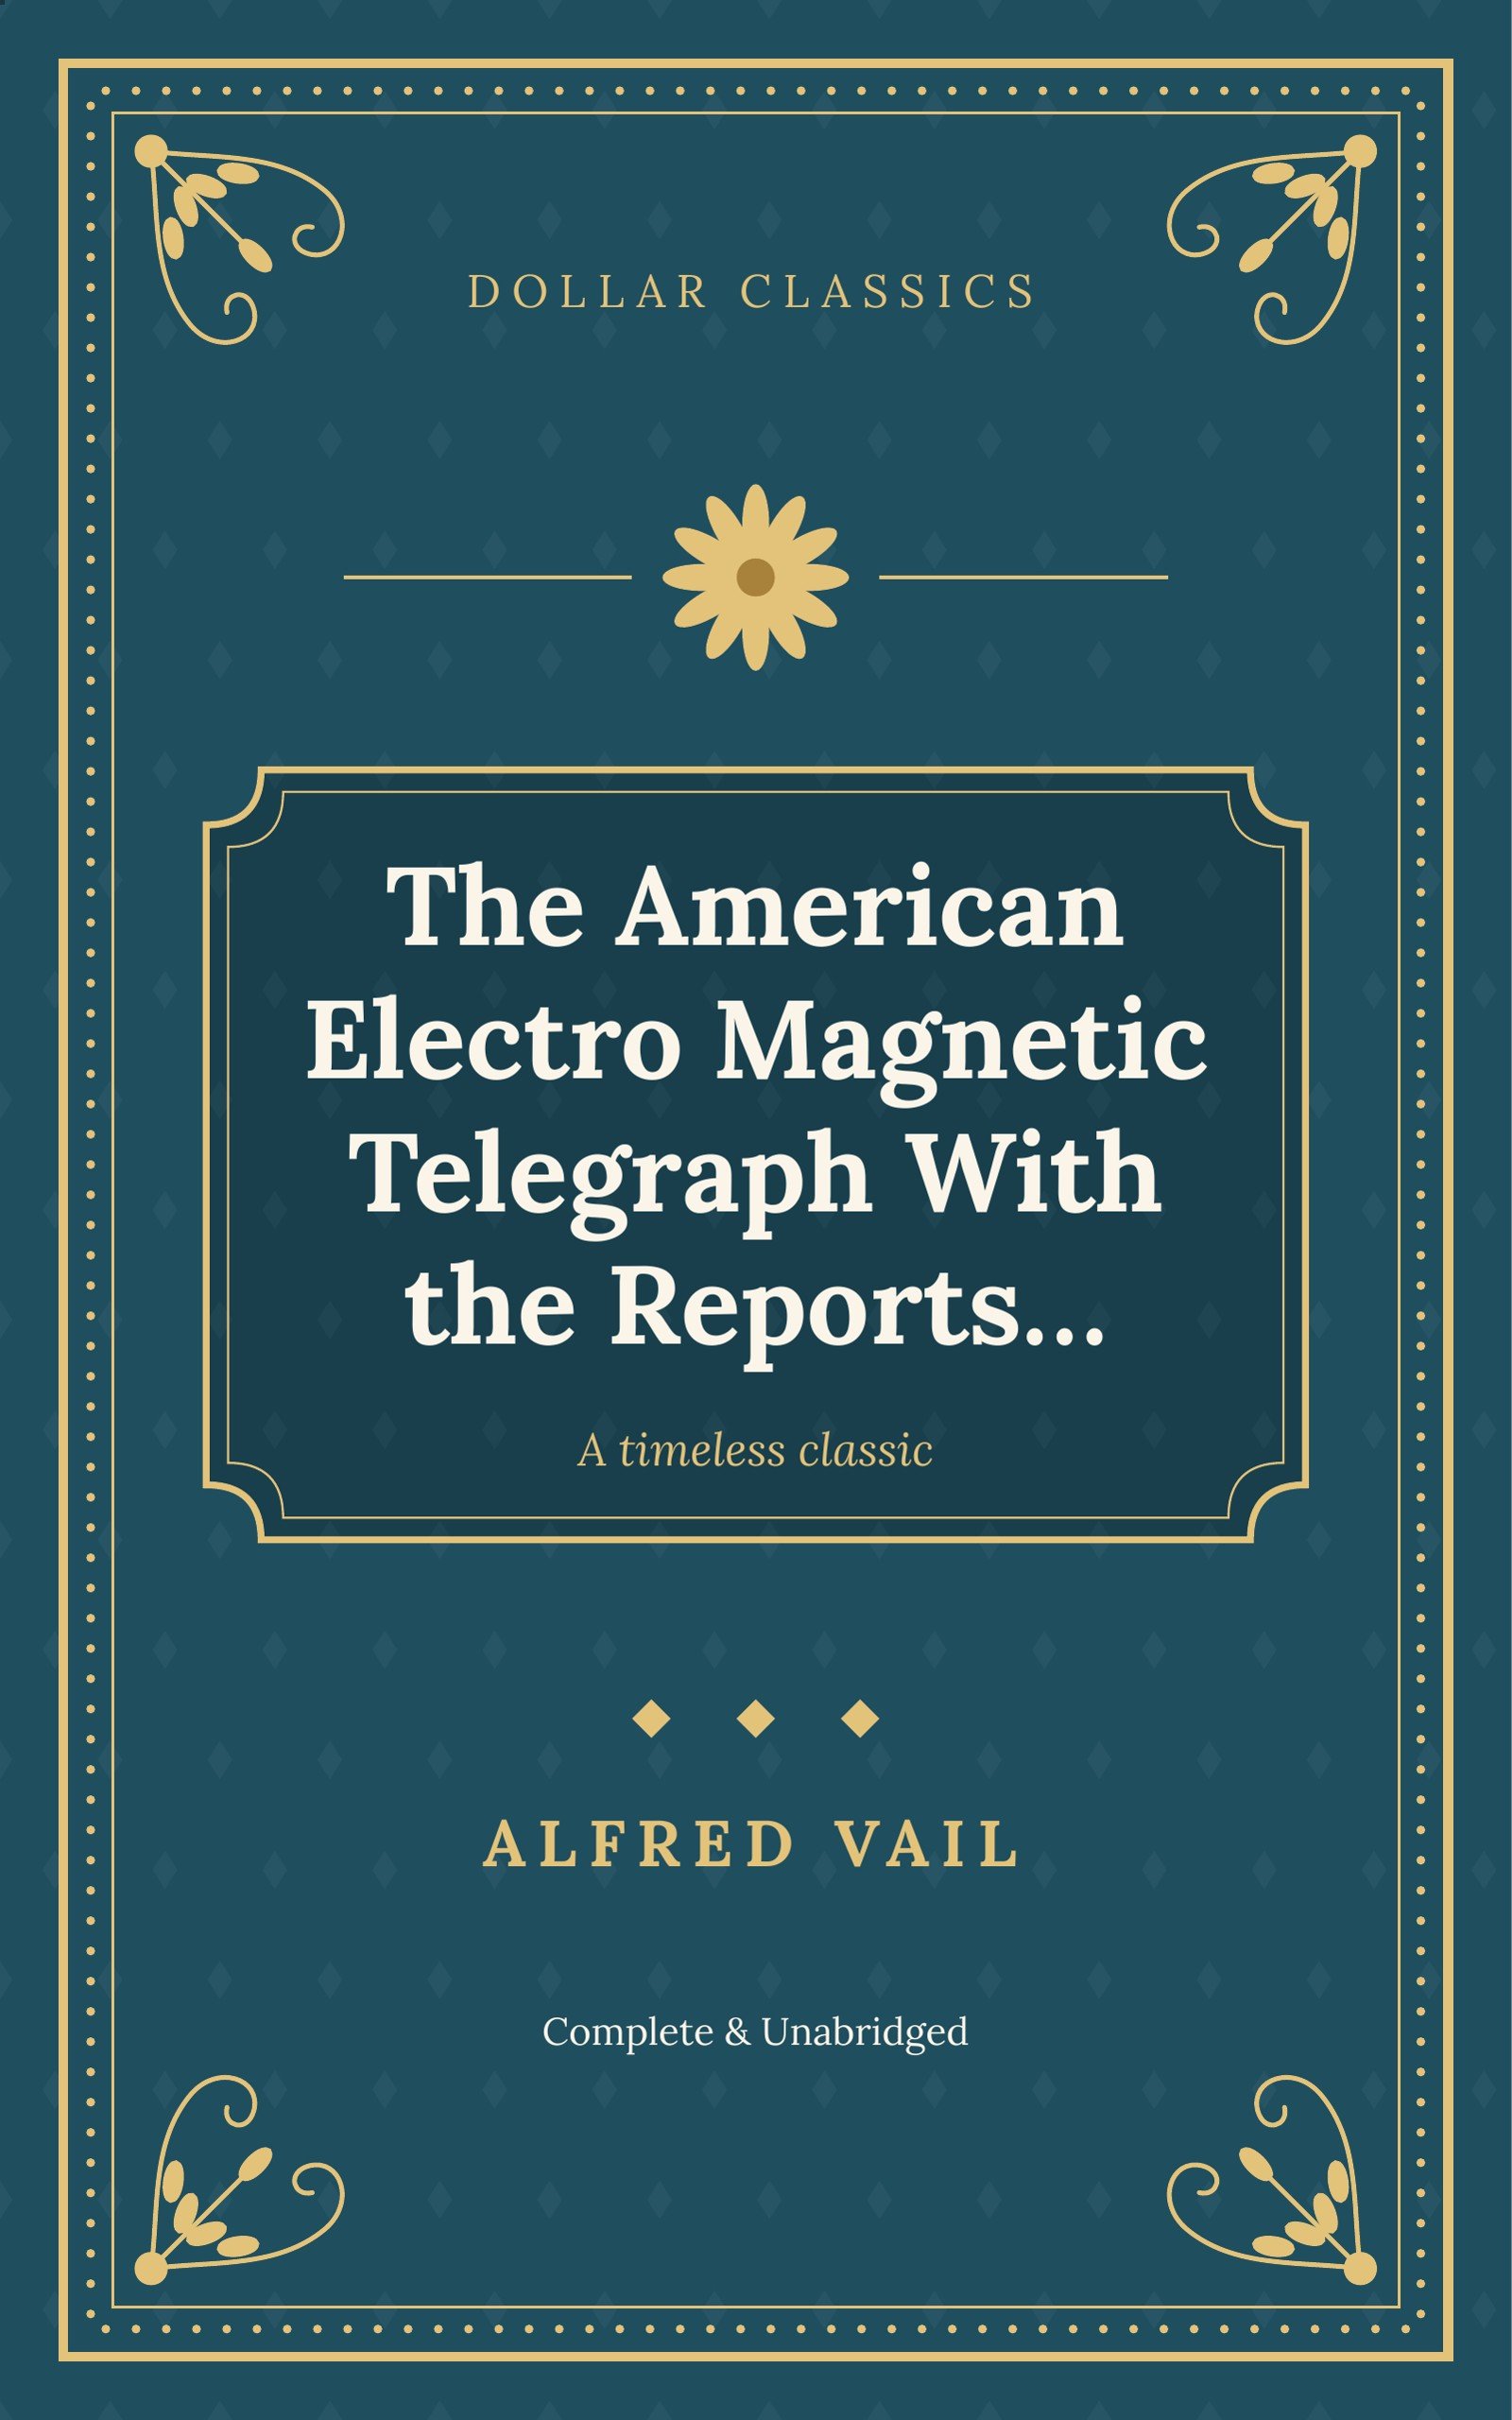 DOLLAR CLASSICS
The American
Electro Magnetic
Telegraph With
the Reports...
A timeless classic
ALFRED VAIL
Complete & Unabridged